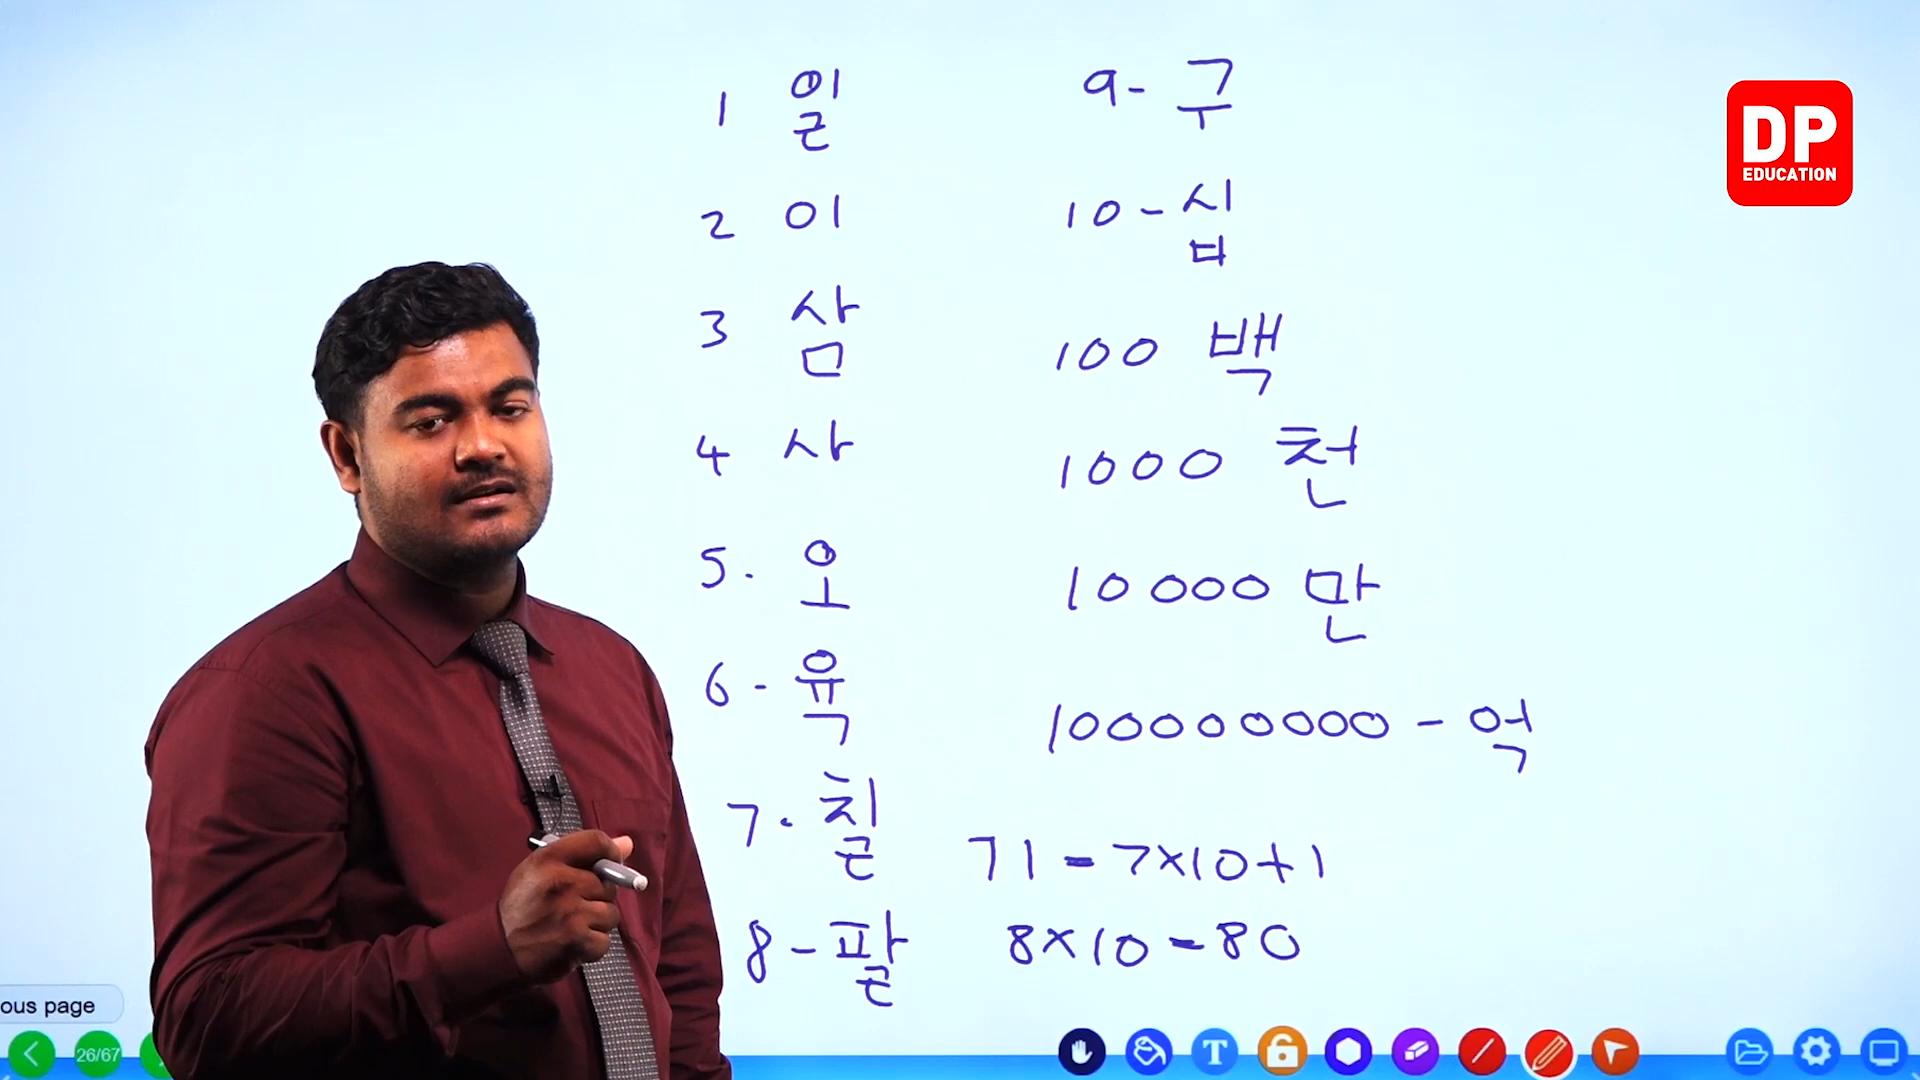 1 일
2 이
3 삼
4 사
5. 오
6 - 육
7. 칠
8 - 팔
9 - 구
10 - 십
100 백
1000 천
10 000 만
100000000 - 억
71 - 7×10+1
8×10 - 80
DP
EDUCATION
ous page
26/67
T